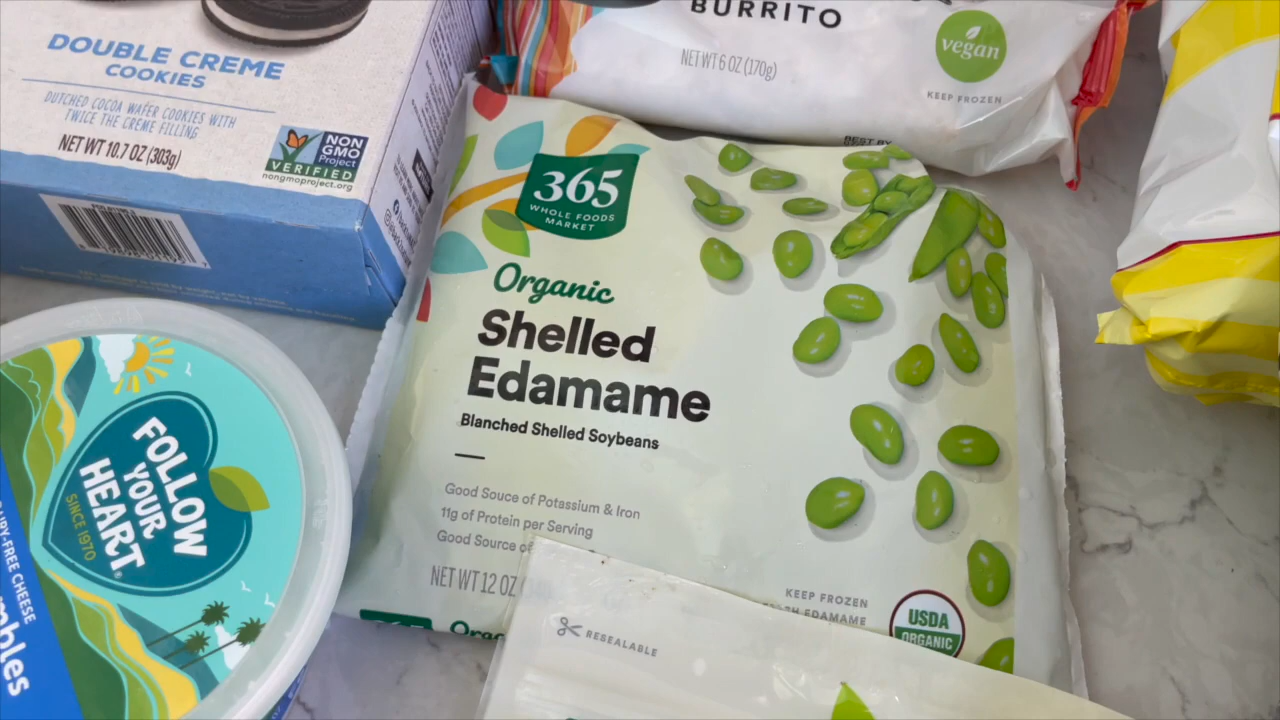 DOUBLE CREME
COOKIES
DUTCHED COCOA WAFER COOKIES WITH
TWICE THE CREME FILLING
NET WT 10.7 OZ (303g)
NON
GMO
Project
VERIFIED
nongmoproject.org
BURRITO
NET WT 6 OZ (170g)
vegan
KEEP FROZEN
BEST BY
365
WHOLE FOODS
MARKET
Organic
Shelled
Edamame
Blanched Shelled Soybeans
Good Souce of Potassium & Iron
11g of Protein per Serving
Good Source of
NET WT 12 OZ
KEEP FROZEN
EDAMAME
USDA
ORGANIC
365
RESEALABLE
FOLLOW
YOUR
HEART®
SINCE 1970
DAIRY-FREE CHEESE